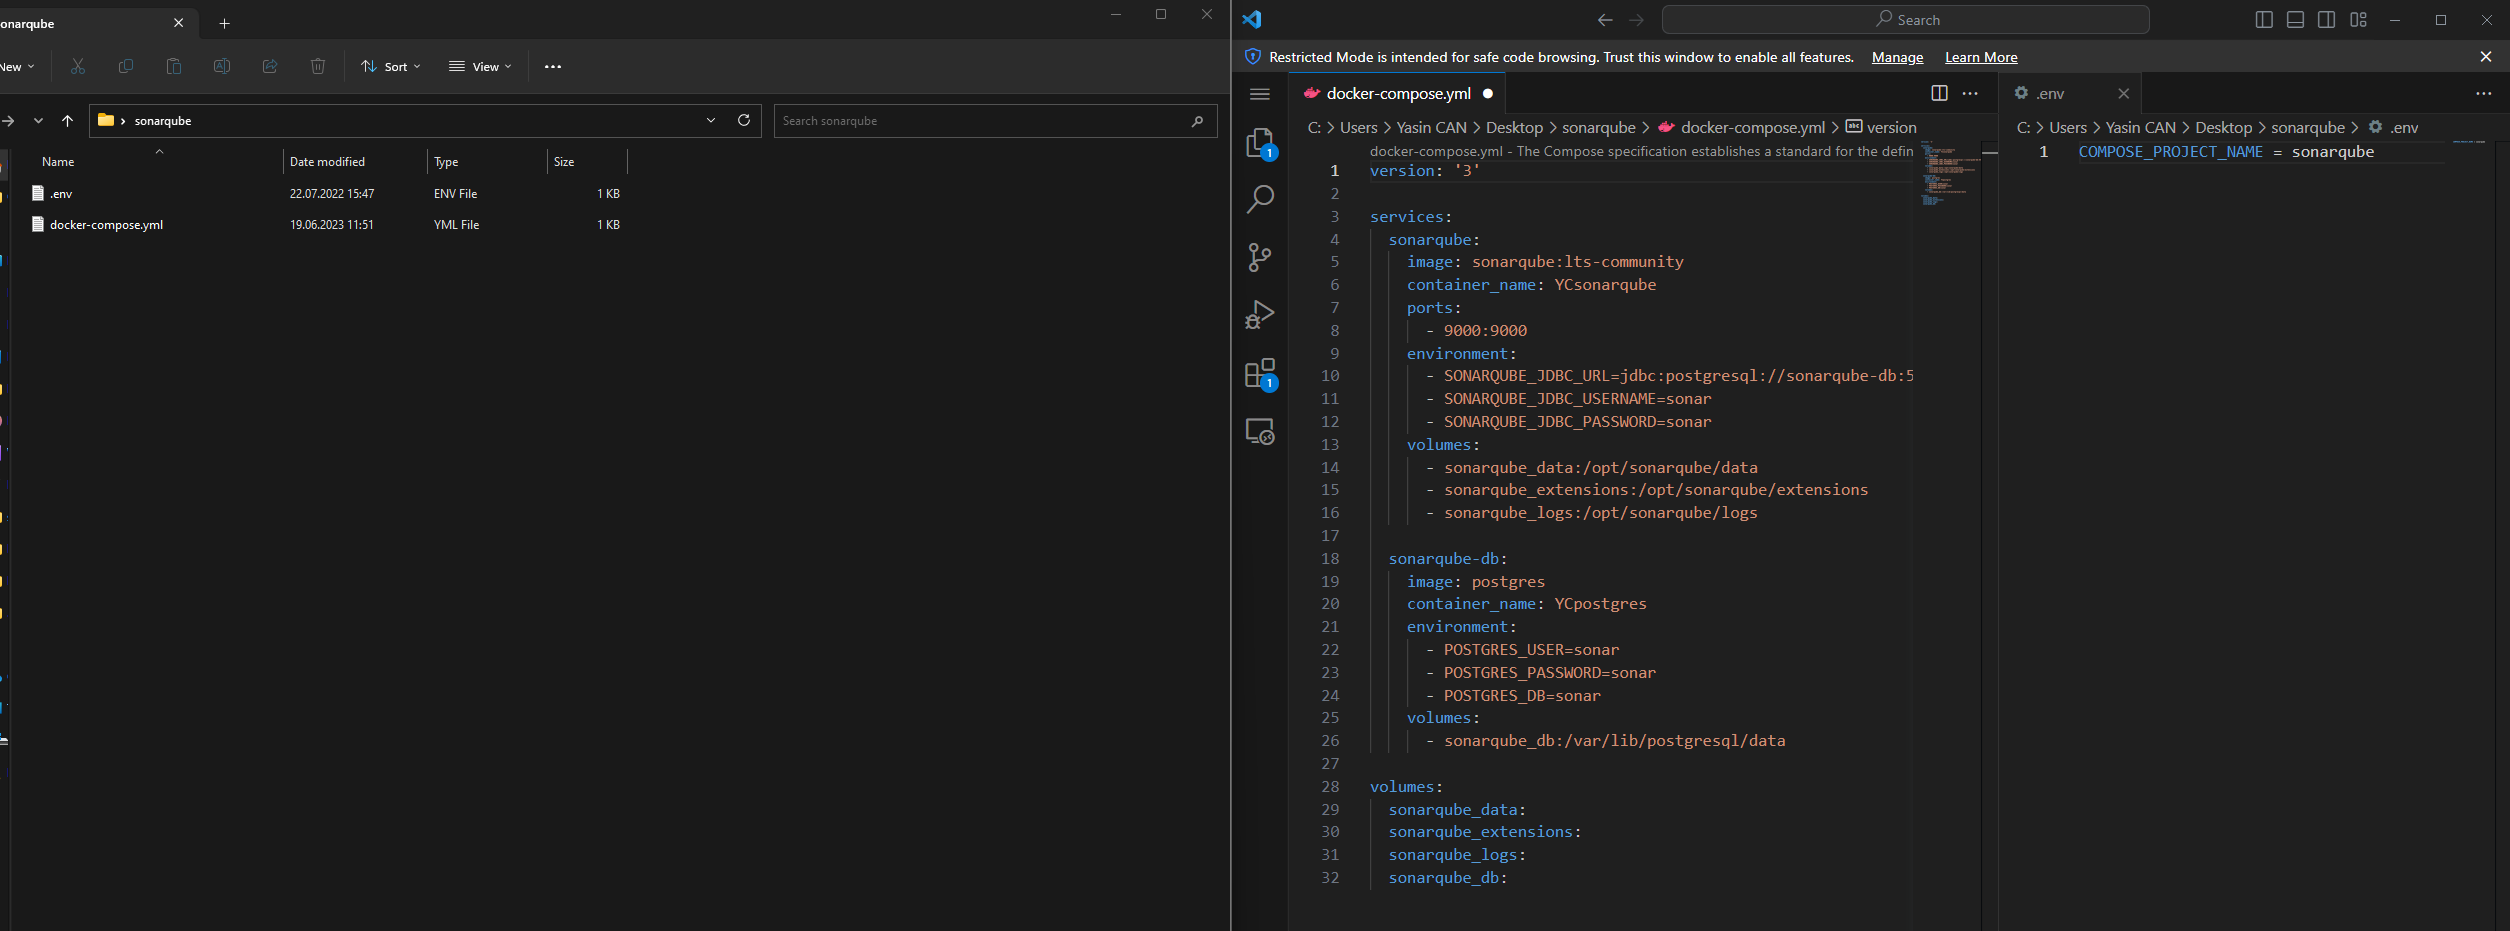 onarqube
New
Sort
View
sonarqube
Search sonarqube
Name
Date modified
Type
Size
.env
22.07.2022 15:47
ENV File
1 KB
docker-compose.yml
19.06.2023 11:51
YML File
1 KB
Search
Restricted Mode is intended for safe code browsing. Trust this window to enable all features.
Manage
Learn More
docker-compose.yml
C: > Users > Yasin CAN > Desktop > sonarqube > docker-compose.yml > abc version
docker-compose.yml - The Compose specification establishes a standard for the defin
1 version: '3'
2
3 services:
4 sonarqube:
5 image: sonarqube:lts-community
6 container_name: YCsonarqube
7 ports:
8 - 9000:9000
9 environment:
10 - SONARQUBE_JDBC_URL=jdbc:postgresql://sonarqube-db:5
11 - SONARQUBE_JDBC_USERNAME=sonar
12 - SONARQUBE_JDBC_PASSWORD=sonar
13 volumes:
14 - sonarqube_data:/opt/sonarqube/data
15 - sonarqube_extensions:/opt/sonarqube/extensions
16 - sonarqube_logs:/opt/sonarqube/logs
17
18 sonarqube-db:
19 image: postgres
20 container_name: YCpostgres
21 environment:
22 - POSTGRES_USER=sonar
23 - POSTGRES_PASSWORD=sonar
24 - POSTGRES_DB=sonar
25 volumes:
26 - sonarqube_db:/var/lib/postgresql/data
27
28 volumes:
29 sonarqube_data:
30 sonarqube_extensions:
31 sonarqube_logs:
32 sonarqube_db:
1
1
.env
C: > Users > Yasin CAN > Desktop > sonarqube > .env
1 COMPOSE_PROJECT_NAME = sonarqube